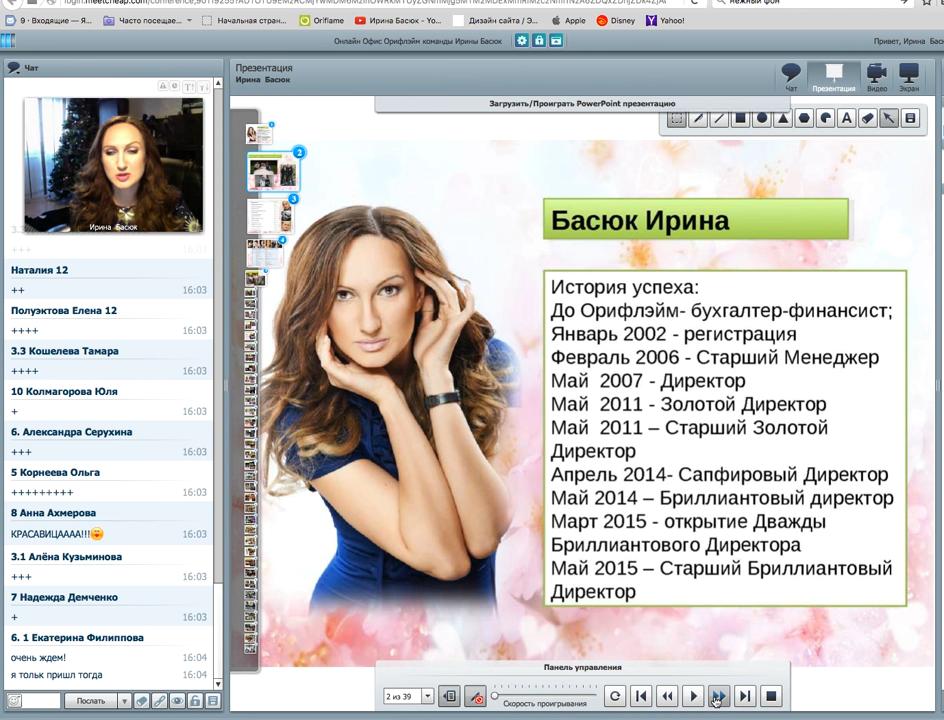 9 · Входящие — Я...
Часто посещае...
Начальная стран...
Oriflame
Ирина Басюк - Yo...
Дизайн сайта / Э...
Apple
Disney
Yahoo!
Онлайн Офис Орифлэйм команды Ирины Басюк
Привет, Ирина Бас
Чат
Презентация
Ирина Басюк
Чат
Презентация
Видео
Экран
Загрузить/Проиграть PowerPoint презентацию
Ирина Басюк
+++ 16:03
Наталия 12
++ 16:03
Полуэктова Елена 12
++++ 16:03
3.3 Кошелева Тамара
++++ 16:03
10 Колмагорова Юля
+ 16:03
6. Александра Серухина
+++ 16:03
5 Корнеева Ольга
+++++++++ 16:03
8 Анна Ахмерова
КРАСАВИЦАААА!!! 16:03
3.1 Алёна Кузьминова
+++ 16:03
7 Надежда Демченко
+ 16:03
6. 1 Екатерина Филиппова
очень ждем! 16:04
я тольк пришл тогда 16:04
Послать
1
2
3
4
Басюк Ирина
История успеха:
До Орифлэйм- бухгалтер-финансист;
Январь 2002 - регистрация
Февраль 2006 - Старший Менеджер
Май 2007 - Директор
Май 2011 - Золотой Директор
Май 2011 – Старший Золотой
Директор
Апрель 2014- Сапфировый Директор
Май 2014 – Бриллиантовый директор
Март 2015 - открытие Дважды
Бриллиантового Директора
Май 2015 – Старший Бриллиантовый
Директор
Панель управления
2 из 39
Скорость проигрывания